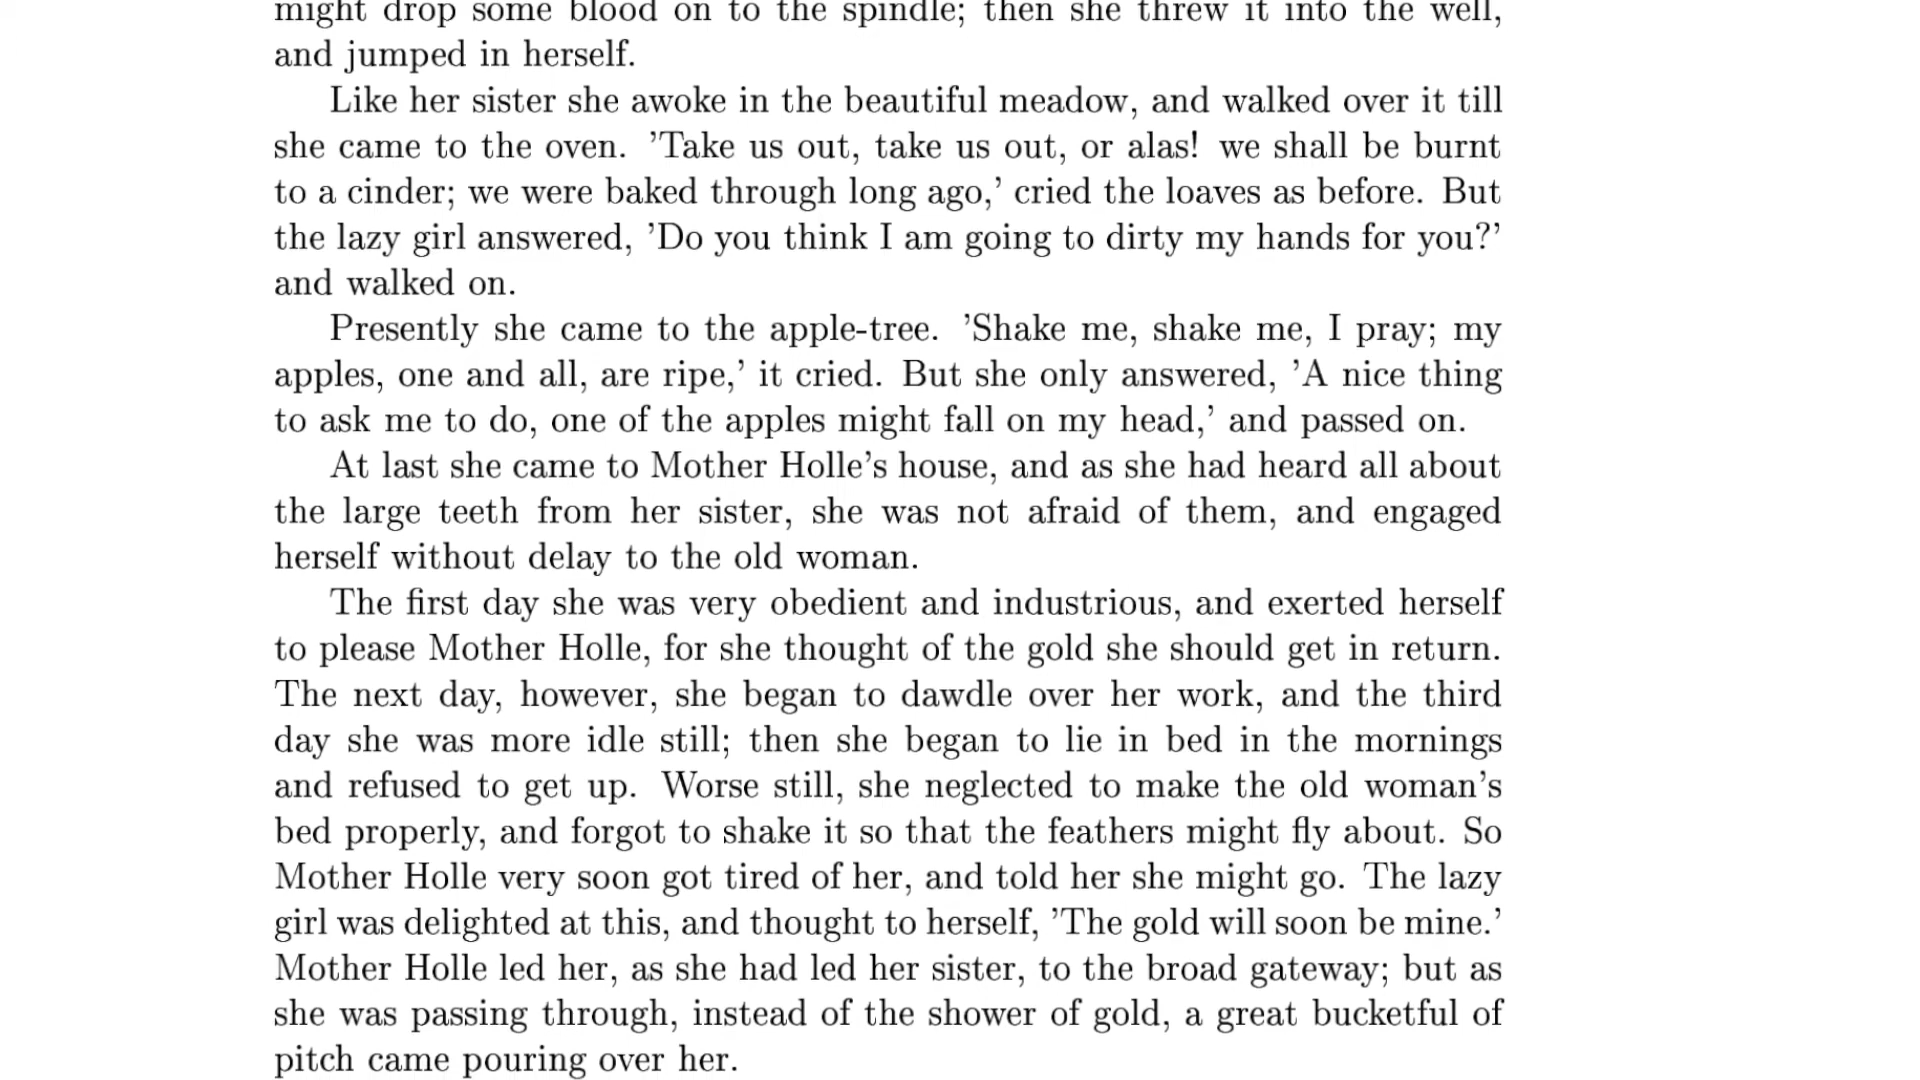 might drop some blood on to the spindle; then she threw it into the well,
and jumped in herself.
Like her sister she awoke in the beautiful meadow, and walked over it till
she came to the oven. ’Take us out, take us out, or alas! we shall be burnt
to a cinder; we were baked through long ago,’ cried the loaves as before. But
the lazy girl answered, ’Do you think I am going to dirty my hands for you?’
and walked on.
Presently she came to the apple-tree. ’Shake me, shake me, I pray; my
apples, one and all, are ripe,’ it cried. But she only answered, ’A nice thing
to ask me to do, one of the apples might fall on my head,’ and passed on.
At last she came to Mother Holle’s house, and as she had heard all about
the large teeth from her sister, she was not afraid of them, and engaged
herself without delay to the old woman.
The first day she was very obedient and industrious, and exerted herself
to please Mother Holle, for she thought of the gold she should get in return.
The next day, however, she began to dawdle over her work, and the third
day she was more idle still; then she began to lie in bed in the mornings
and refused to get up. Worse still, she neglected to make the old woman’s
bed properly, and forgot to shake it so that the feathers might fly about. So
Mother Holle very soon got tired of her, and told her she might go. The lazy
girl was delighted at this, and thought to herself, ’The gold will soon be mine.’
Mother Holle led her, as she had led her sister, to the broad gateway; but as
she was passing through, instead of the shower of gold, a great bucketful of
pitch came pouring over her.